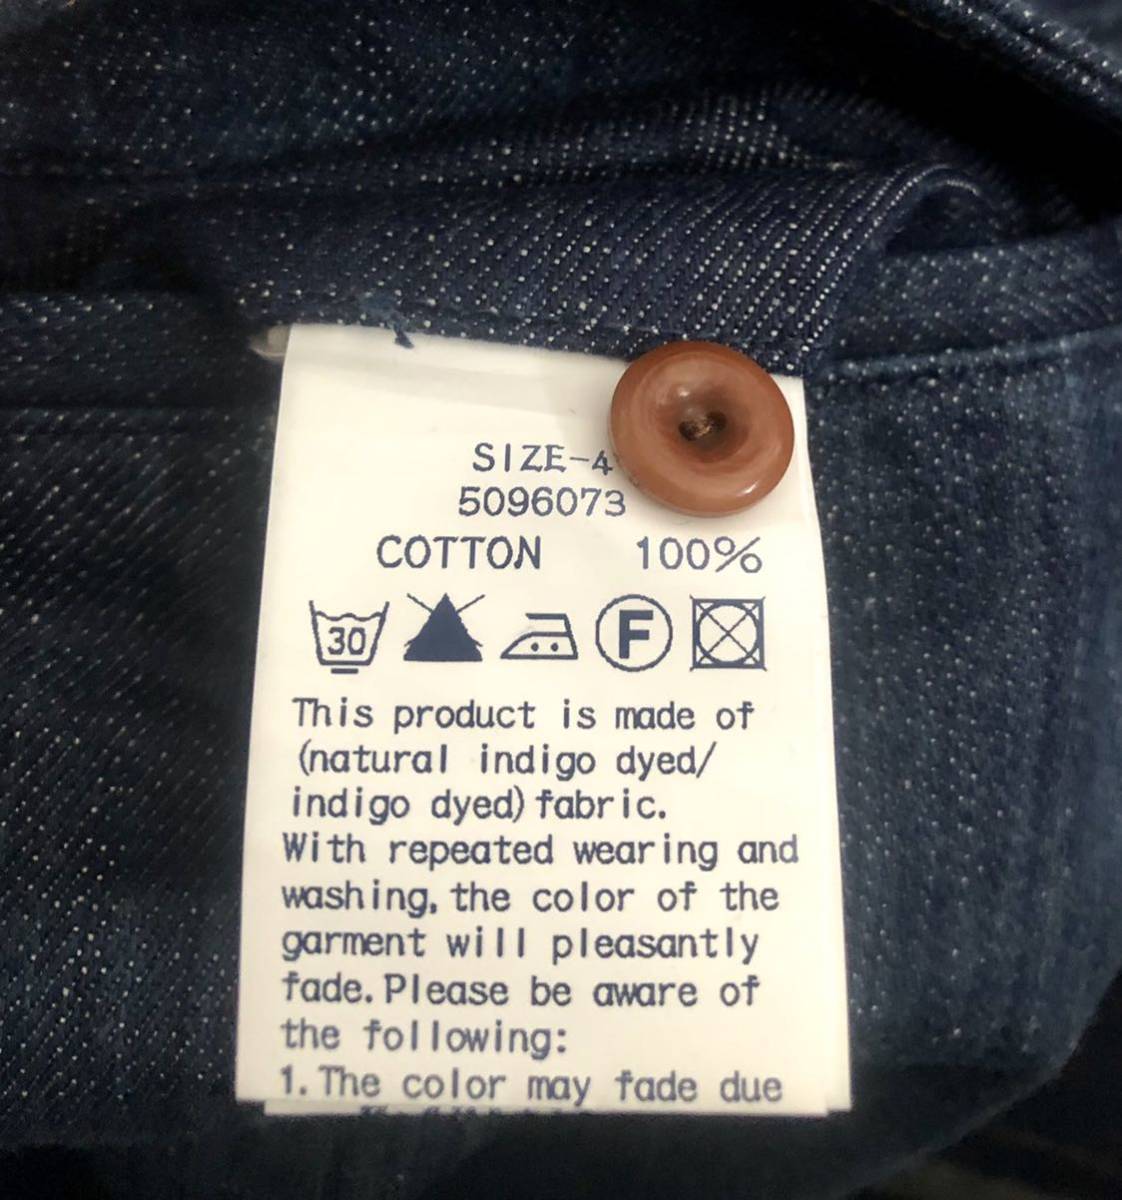 SIZE-4
5096073
COTTON 100%
30 F
This product is made of
(natural indigo dyed/
indigo dyed) fabric.
With repeated wearing and
washing, the color of the
garment will pleasantly
fade. Please be aware of
the following:
1. The color may fade due